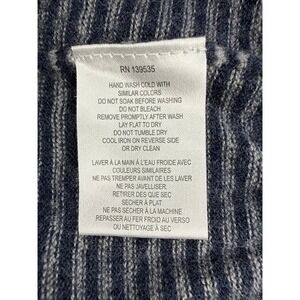 RN 139535
HAND WASH COLD WITH
SIMILAR COLORS
DO NOT SOAK BEFORE WASHING
DO NOT BLEACH
REMOVE PROMPTLY AFTER WASH
LAY FLAT TO DRY
DO NOT TUMBLE DRY
COOL IRON ON REVERSE SIDE
OR DRY CLEAN
LAVER À LA MAIN À L'EAU FROIDE AVEC
COULEURS SIMILAIRES
NE PAS TREMPER AVANT DE LES LAVER
NE PAS JAVELLISER
RETIRER DES QUE SEC
SÉCHER À PLAT
NE PAS SÉCHER À LA MACHINE
REPASSER AU FER FROID AU VERSO
OU NETTOYAGE À SEC